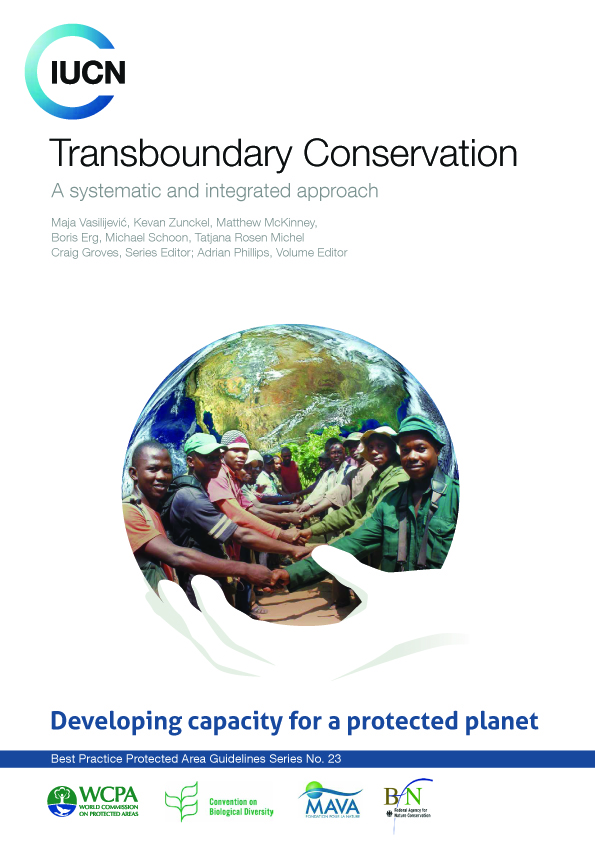 IUCN
Transboundary Conservation
A systematic and integrated approach
Maja Vasilijević, Kevan Zunckel, Matthew McKinney,
Boris Erg, Michael Schoon, Tatjana Rosen Michel
Craig Groves, Series Editor; Adrian Phillips, Volume Editor
Developing capacity for a protected planet
Best Practice Protected Area Guidelines Series No. 23
WCPA
WORLD COMMISSION
ON PROTECTED AREAS
Convention on
Biological Diversity
MAVA
FONDATION POUR LA NATURE
BfN
Federal Agency for
Nature Conservation